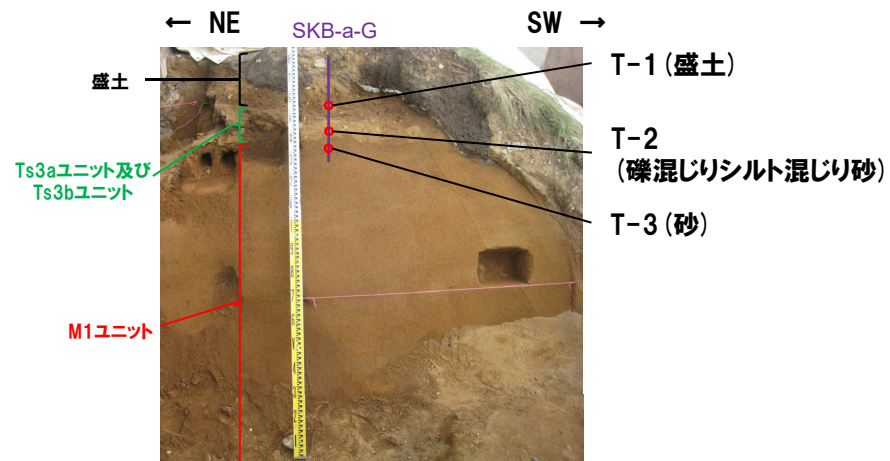 ← NE
SKB-a-G
SW →
盛土
T-1(盛土)
T-2
(礫混じりシルト混じり砂)
Ts3aユニット及び
Ts3bユニット
T-3(砂)
M1ユニット